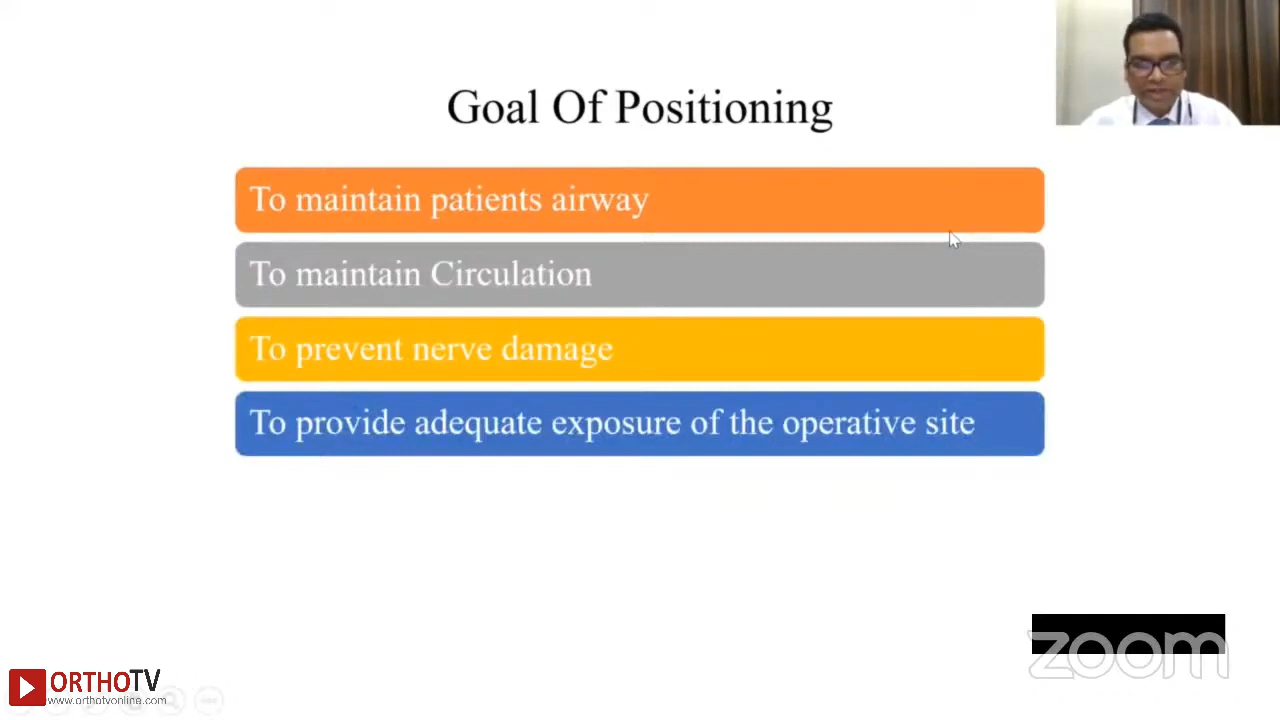 Goal Of Positioning
To maintain patients airway
To maintain Circulation
To prevent nerve damage
To provide adequate exposure of the operative site
zoom
ORTHOTV
www.orthotvonline.com